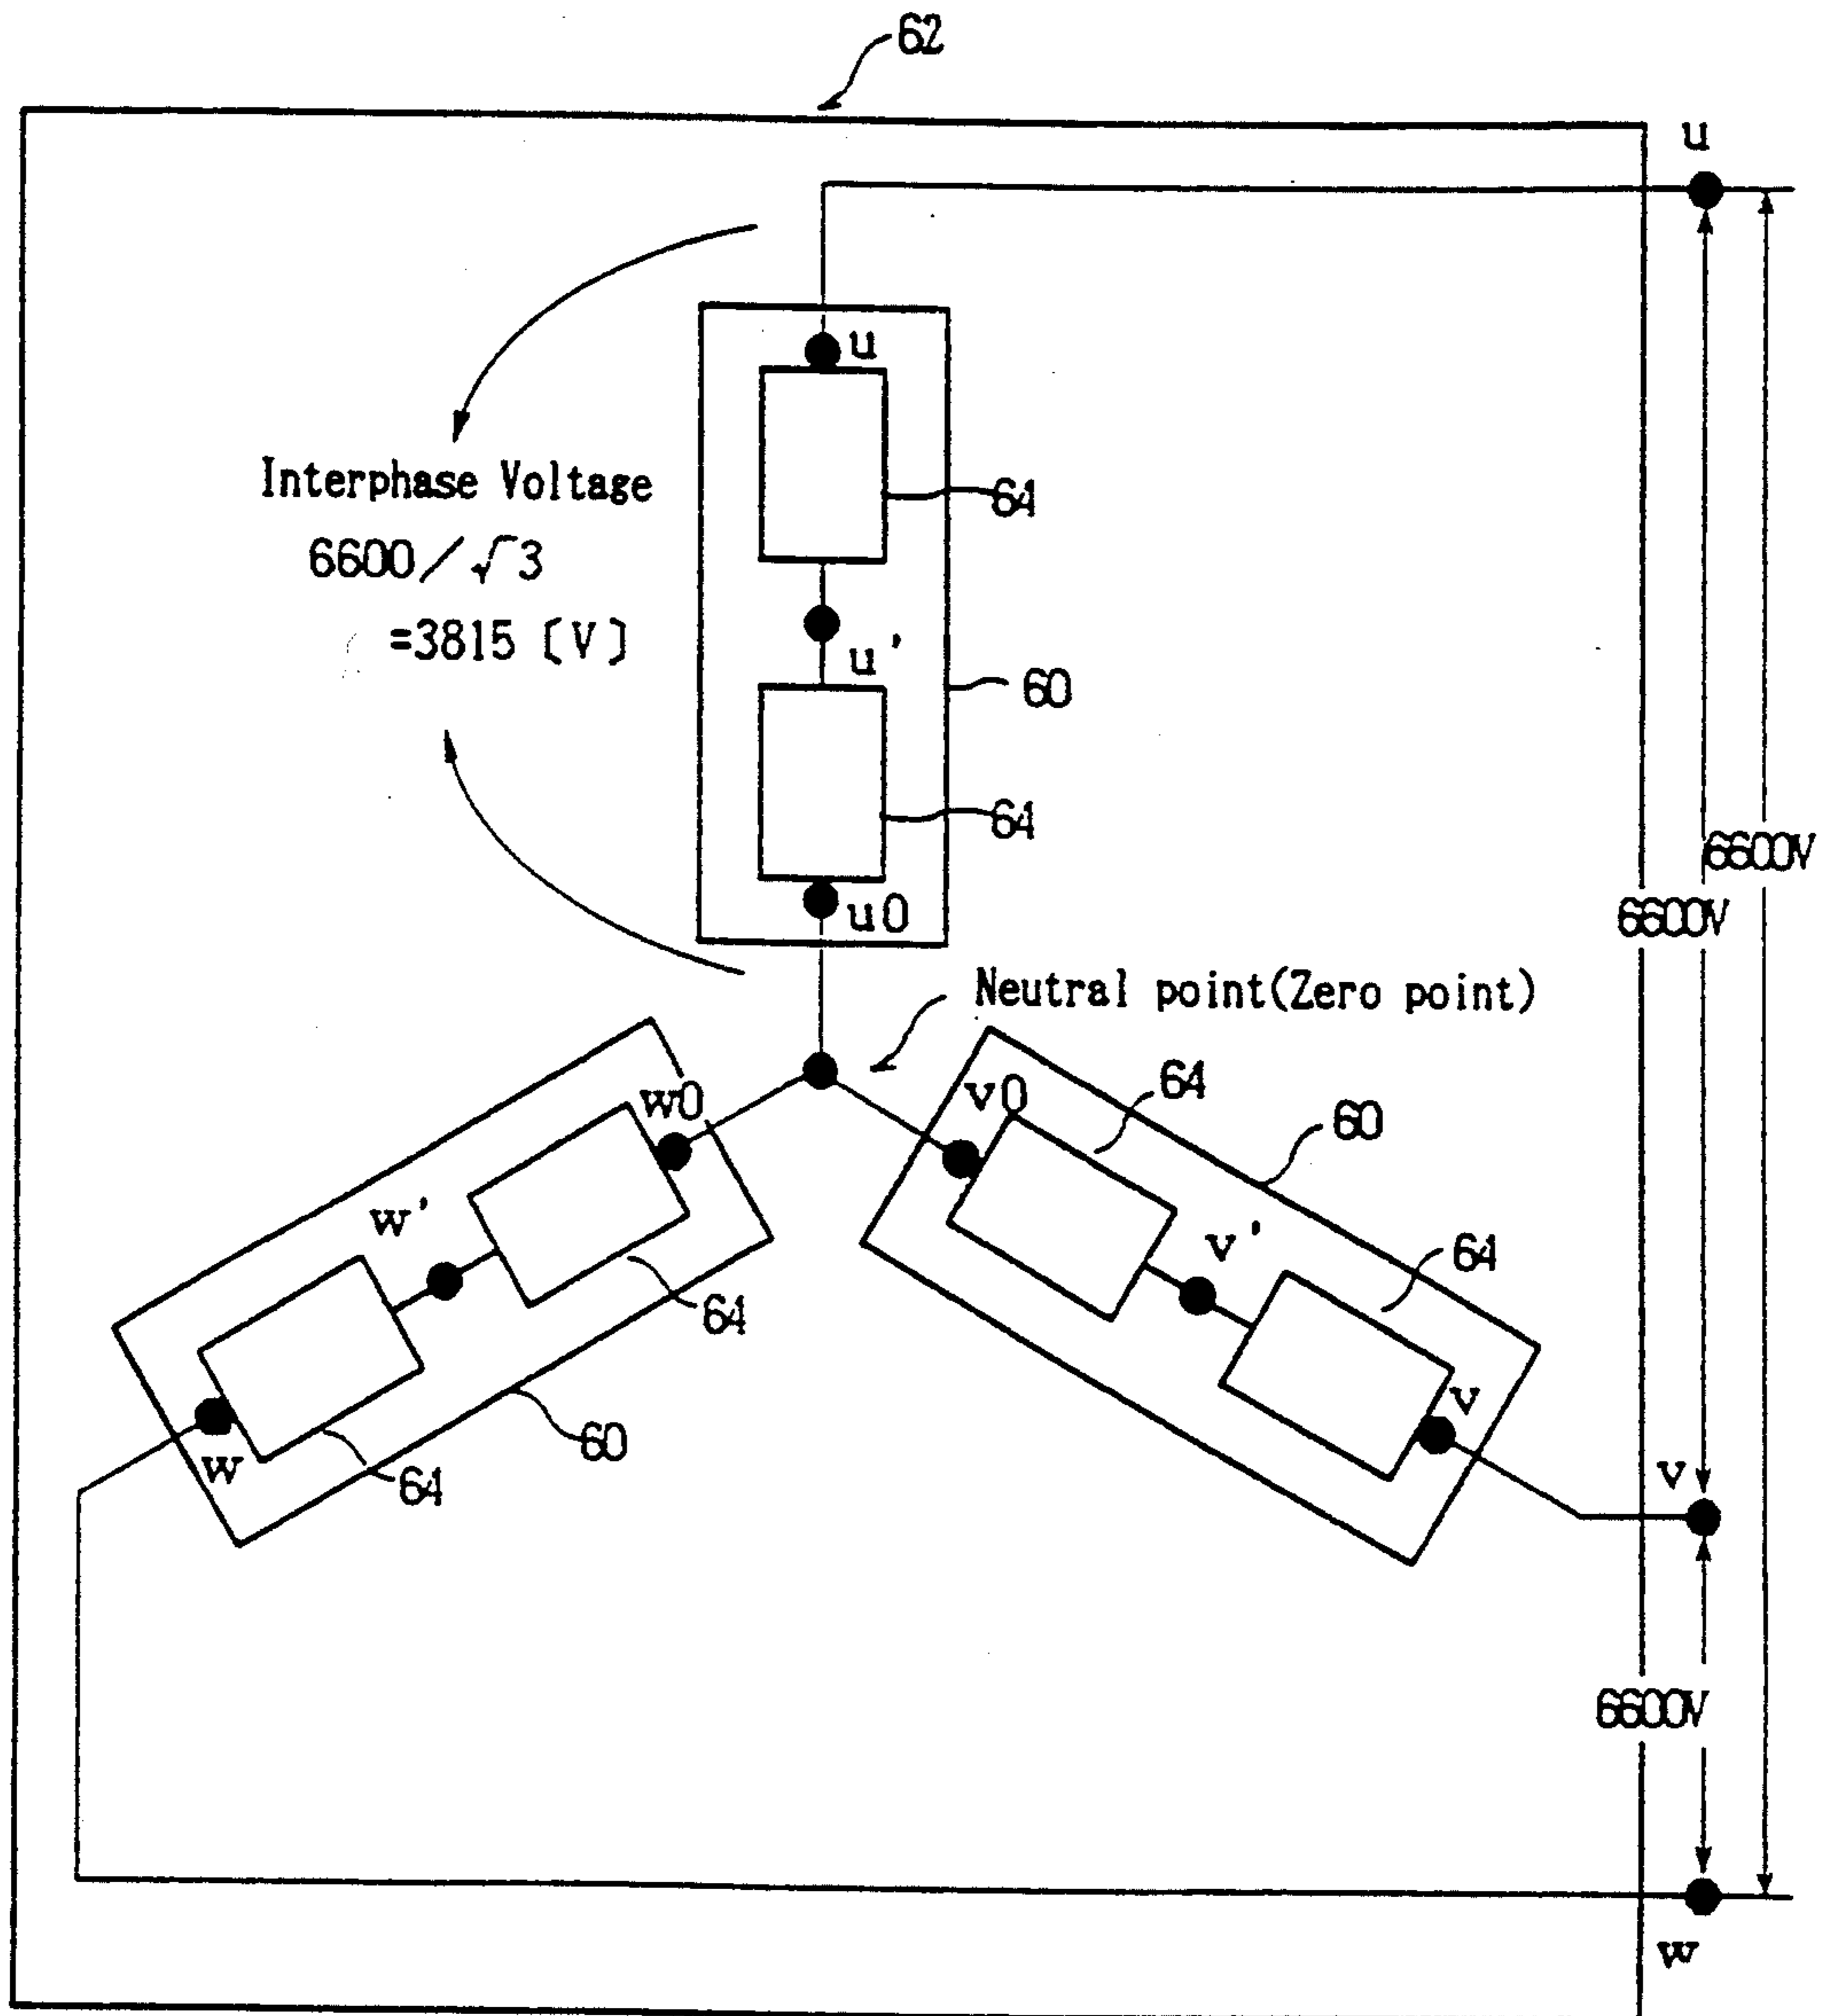 62
u
u
Interphase Voltage
6600/√3
=3815 [V]
64
u'
60
64
6600V
6600V
u0
Neutral point(Zero point)
w0
v0
64
60
w'
v'
64
64
v
60
w
64
v
6600V
w